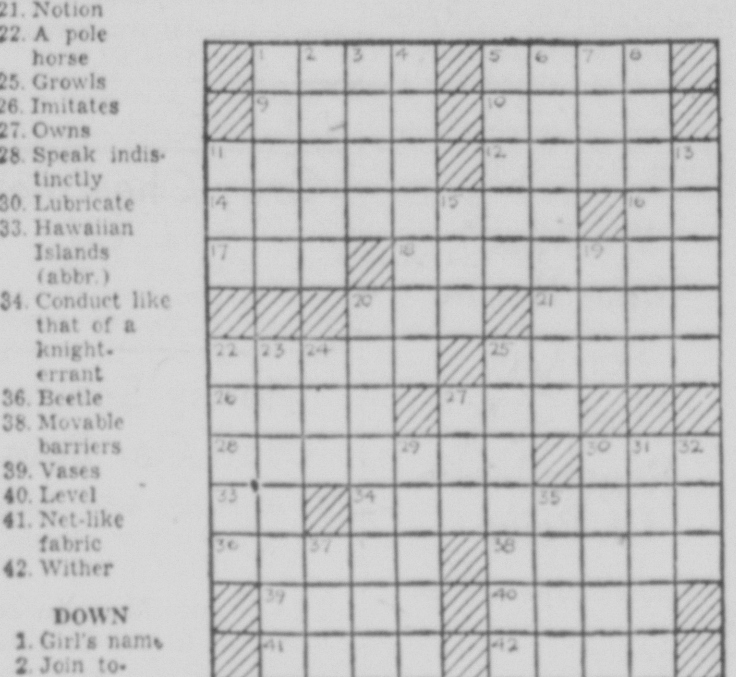 21. Notion
22. A pole
horse
25. Growls
26. Imitates
27. Owns
28. Speak indis-
tinctly
30. Lubricate
33. Hawaiian
Islands
(abbr.)
34. Conduct like
that of a
knight-
errant
36. Beetle
38. Movable
barriers
39. Vases
40. Level
41. Net-like
fabric
42. Wither
DOWN
1. Girl's name
2. Join to-
1 2 3 4 5 6 7 8
9 10
11 12 13
14 15 16
17 18 19
20 21
22 23 24 25
26 27
28 29 30 31 32
33 34 35
36 37 38
39 40
41 42